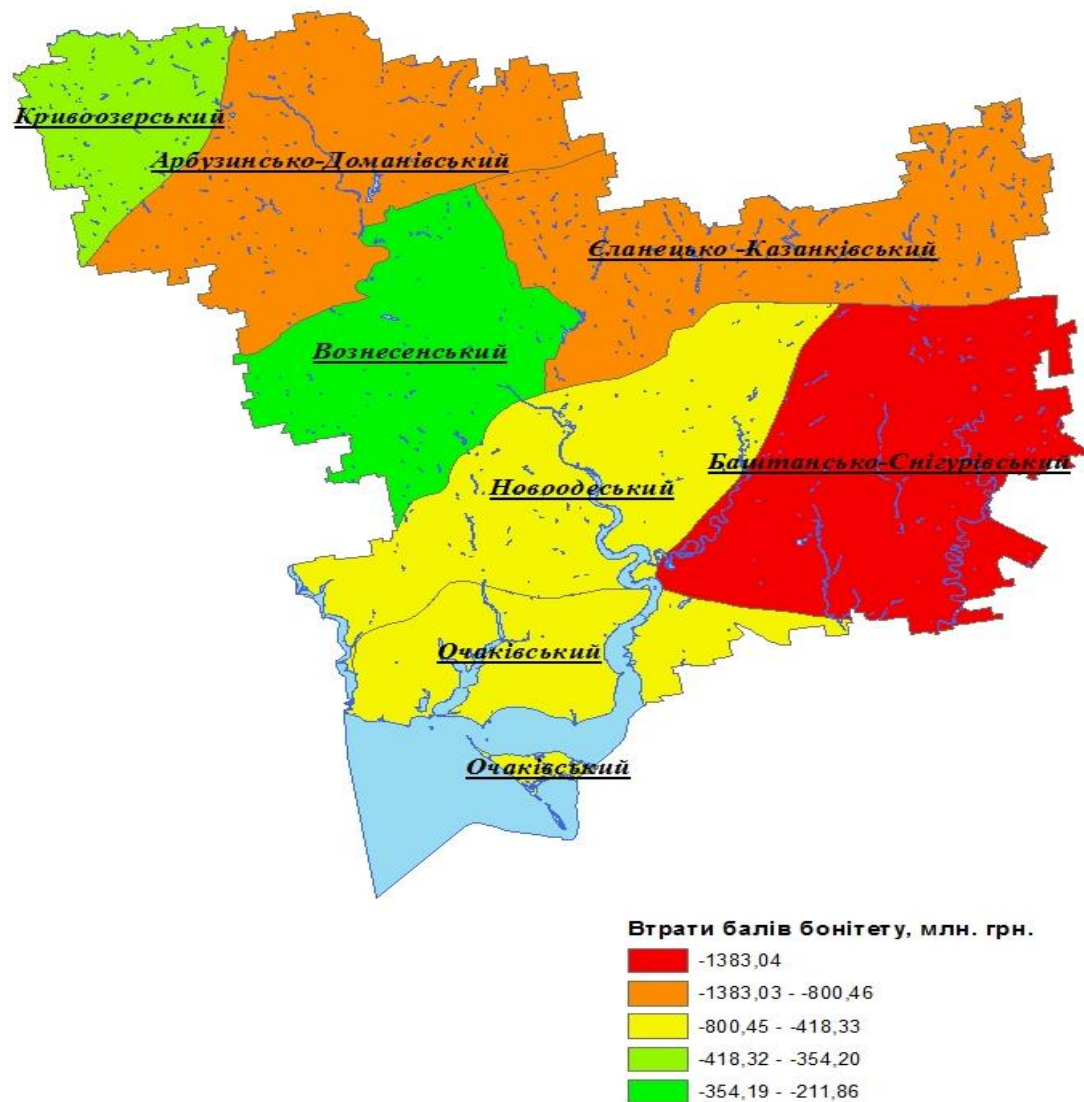 Кривоозерський
Арбузинсько-Доманівський
Єланецько -Казанківський
Вознесенський
Баштансько-Снігурівський
Новоодеський
Очаківський
Очаківський
Втрати балів бонітету, млн. грн.
-1383,04
-1383,03 - -800,46
-800,45 - -418,33
-418,32 - -354,20
-354,19 - -211,86